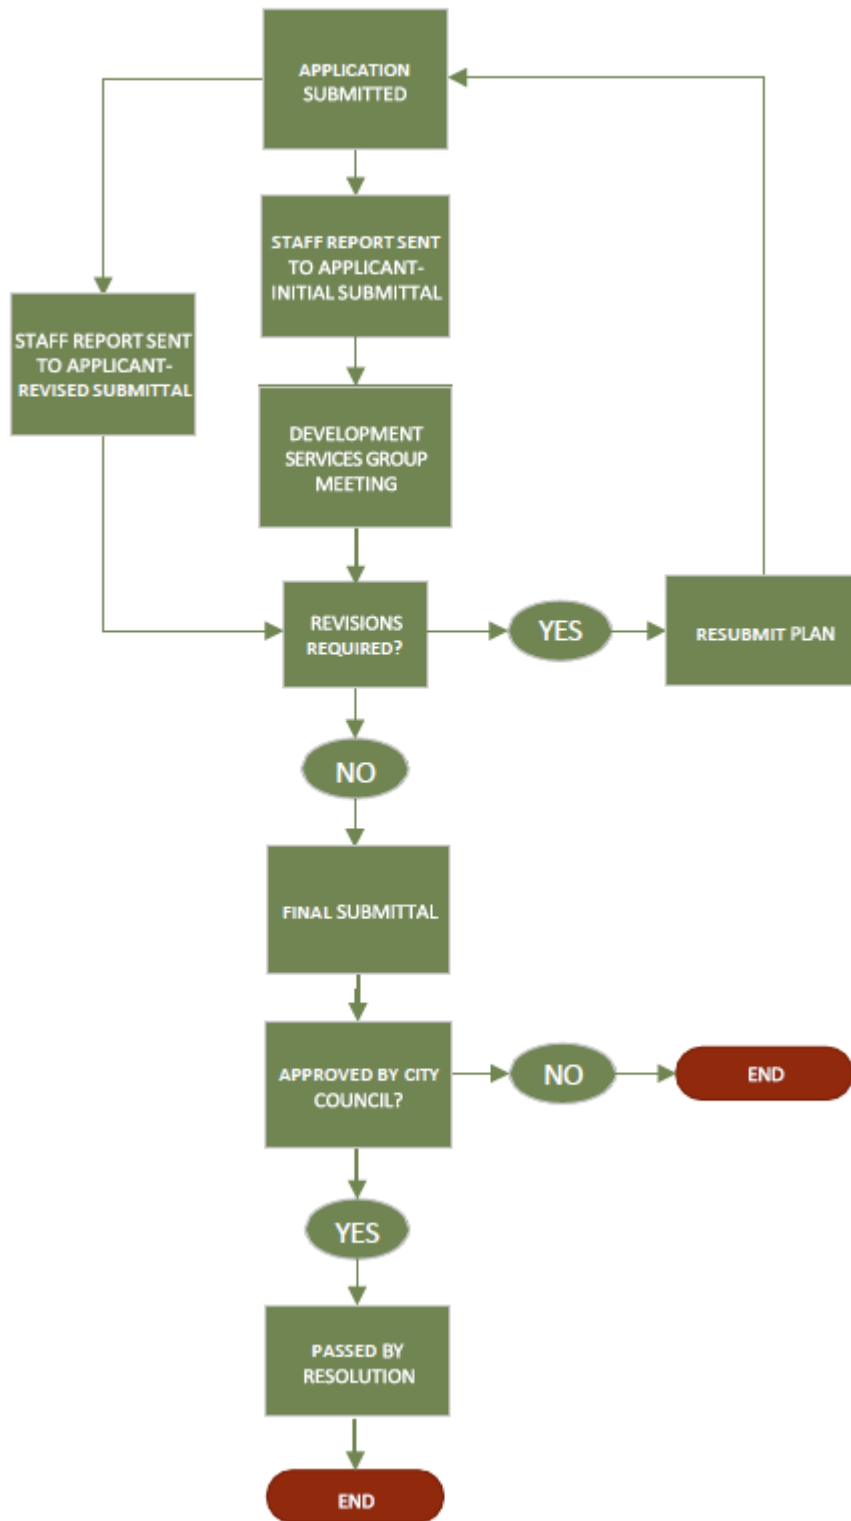 APPLICATION
SUBMITTED
STAFF REPORT SENT
TO APPLICANT-
INITIAL SUBMITTAL
STAFF REPORT SENT
TO APPLICANT-
REVISED SUBMITTAL
DEVELOPMENT
SERVICES GROUP
MEETING
REVISIONS
REQUIRED?
YES
RESUBMIT PLAN
NO
FINAL SUBMITTAL
APPROVED BY CITY
COUNCIL?
NO
END
YES
PASSED BY
RESOLUTION
END